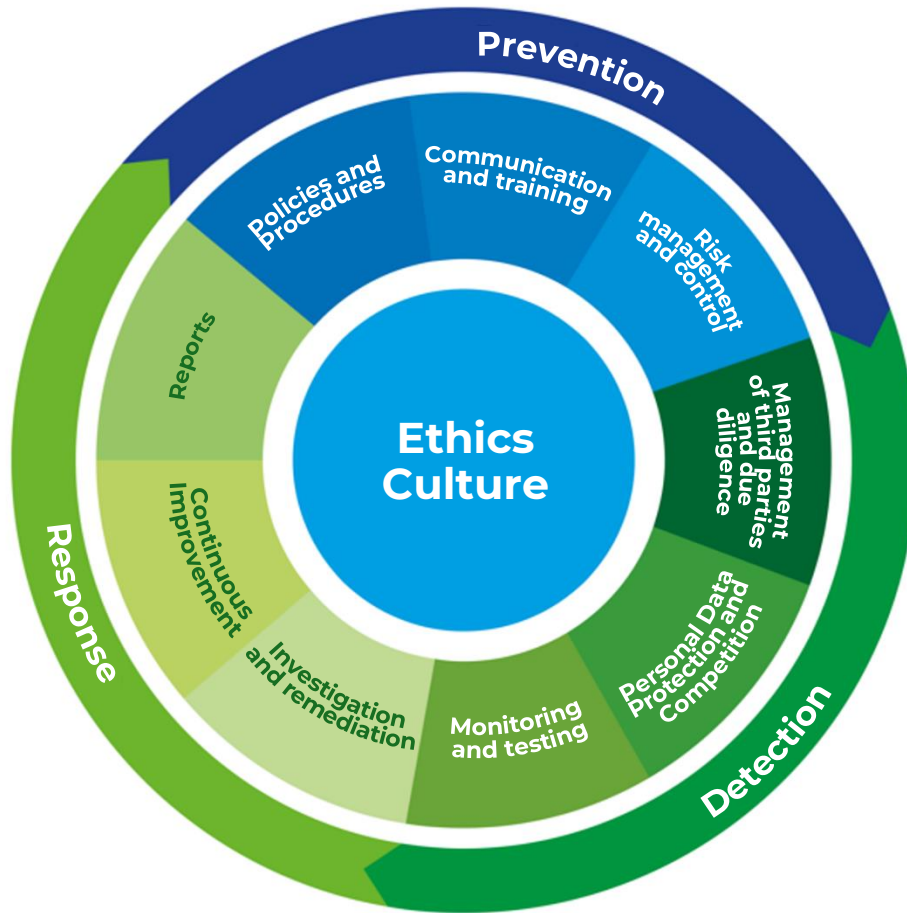 Prevention
Policies and
Procedures
Communication
and training
Risk
management
and control
Management
of third parties
and due
diligence
Personal Data
Protection and
Competition
Detection
Monitoring
and testing
Investigation
and remediation
Continuous
Improvement
Reports
Response
Ethics
Culture